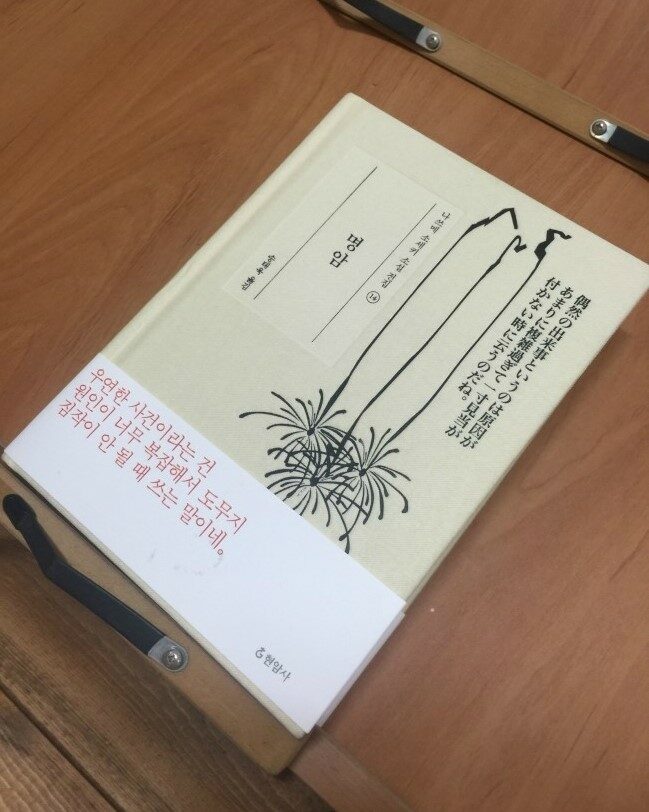 나쓰메 소세키 소설 전집
14
명암
송태욱 옮김
偶然の出来事というのは原因が
あまりに複雑過ぎて一寸見当が
付かない時に云うのだね。
우연한 사건이라는 건
원인이 너무 복잡해서 도무지
짐작이 안 될 때 쓰는 말이네.
현암사